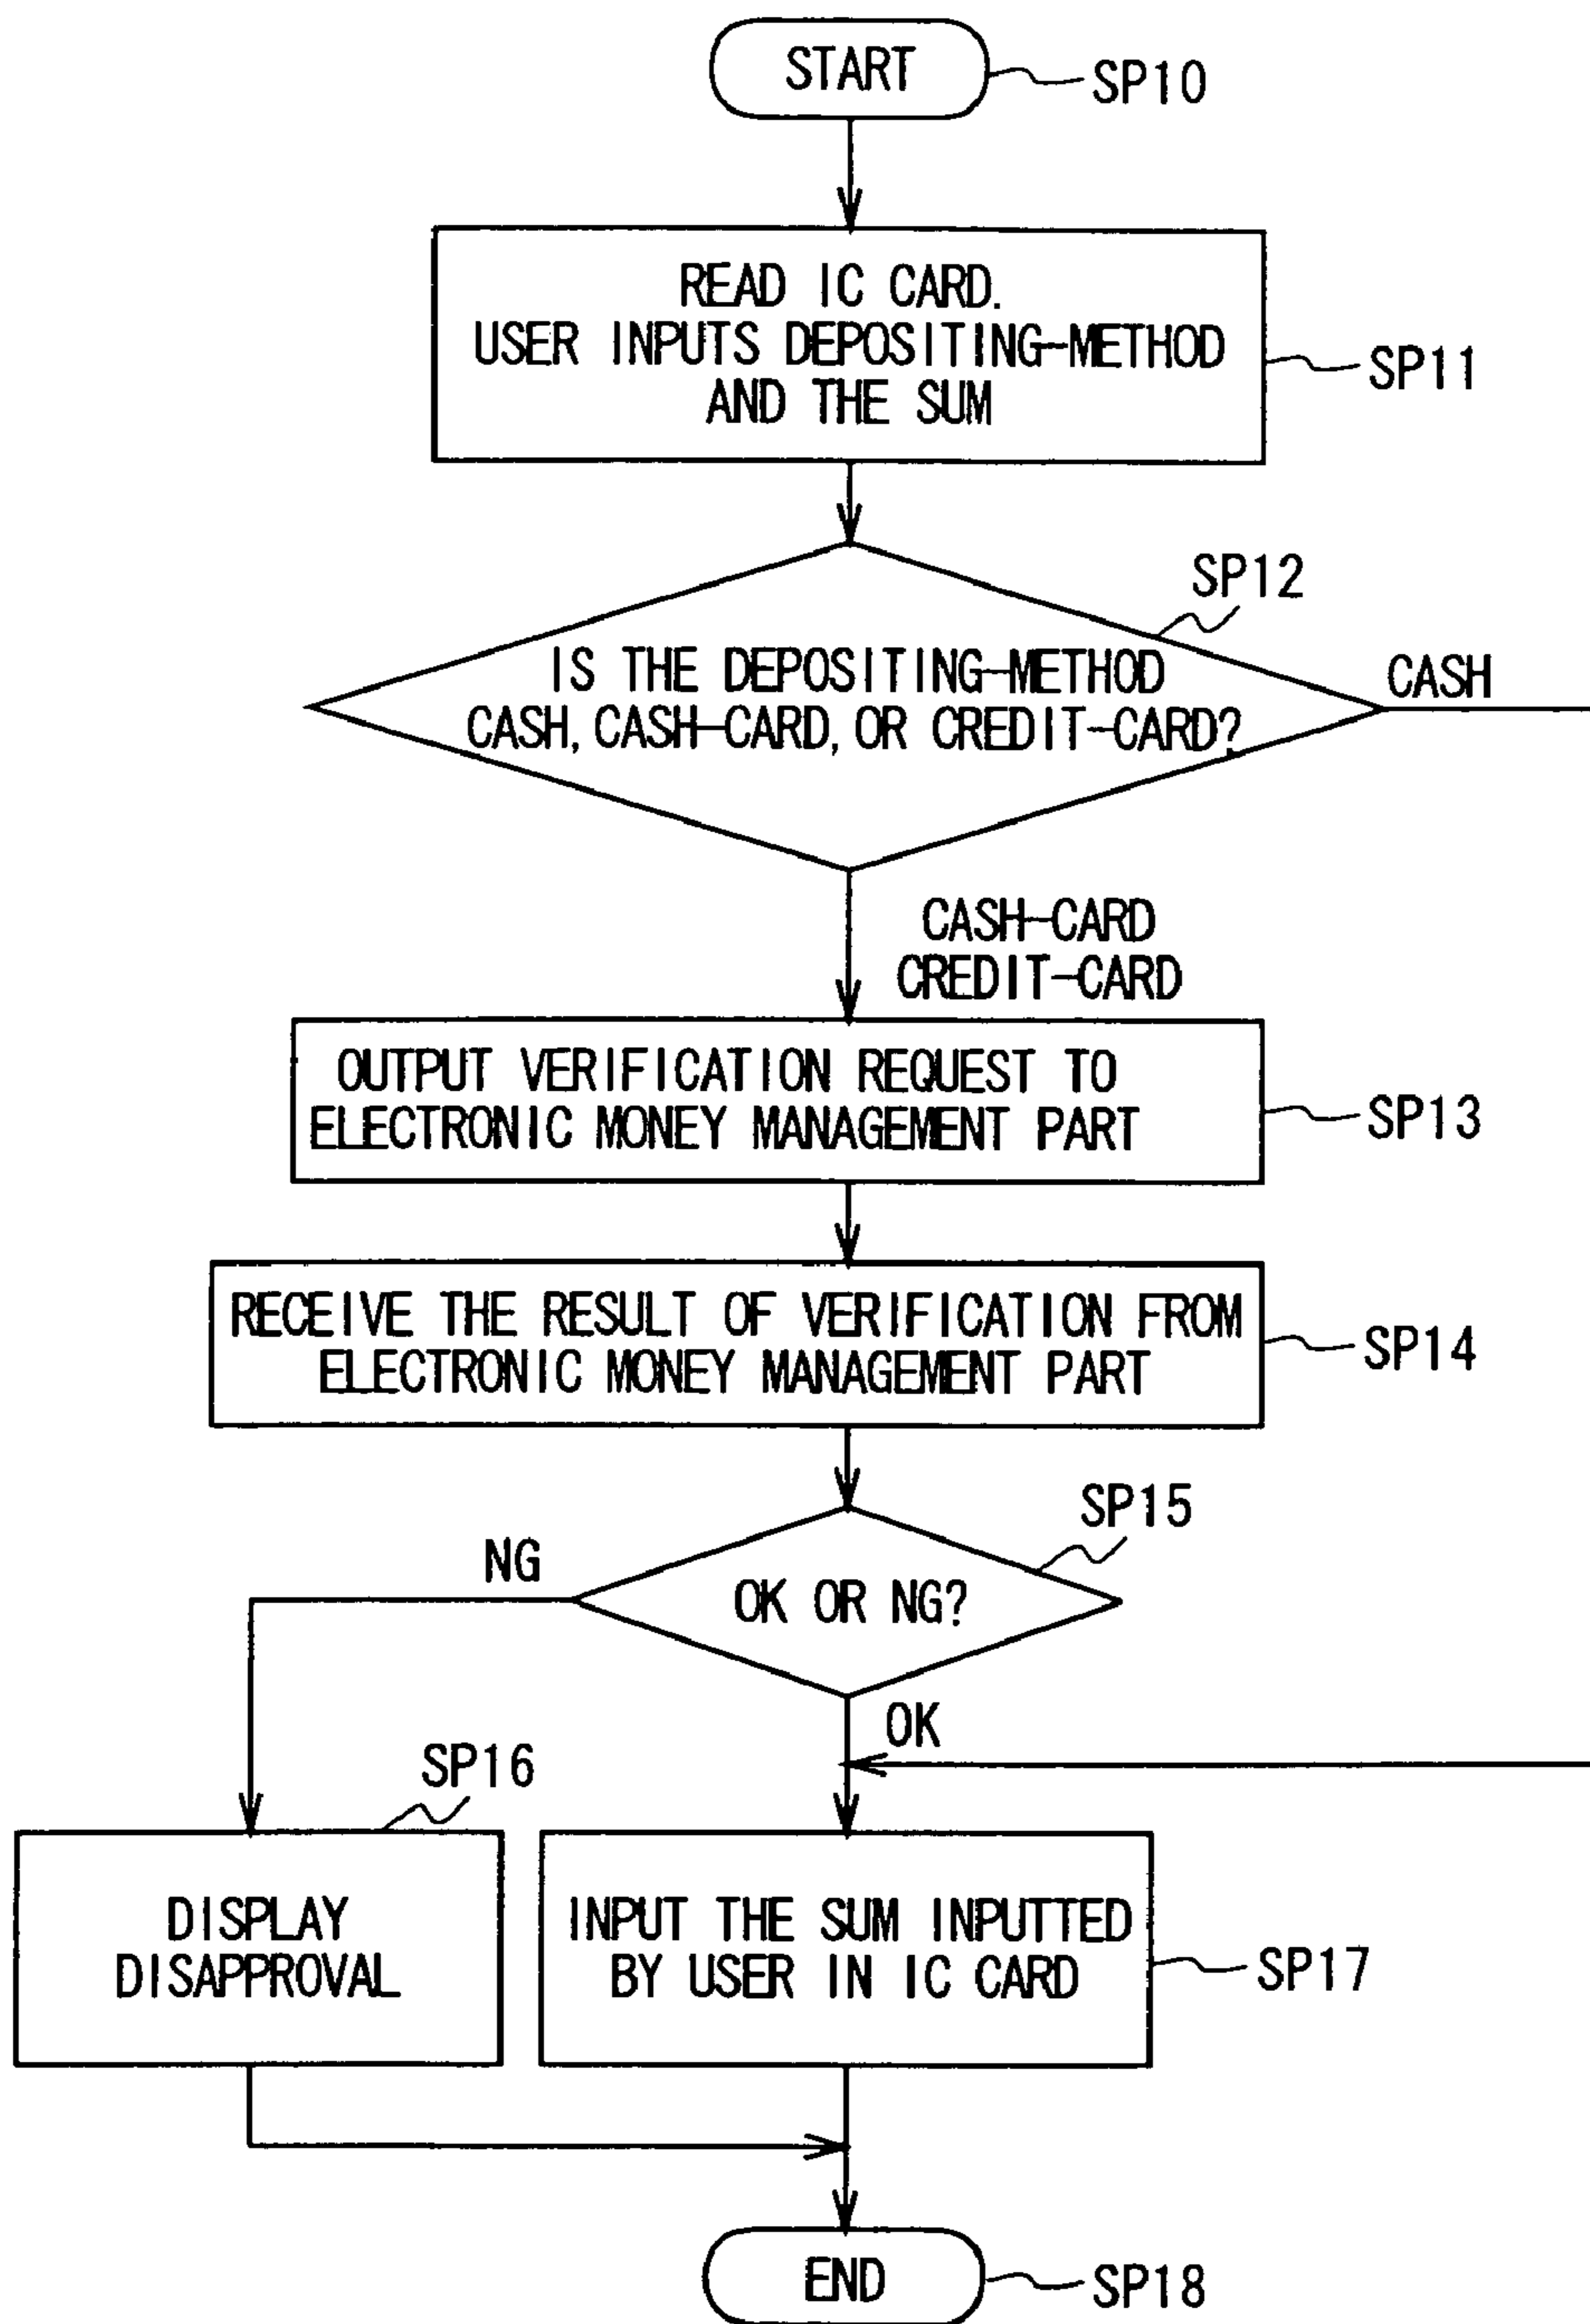 START
SP10
READ IC CARD.
USER INPUTS DEPOSITING-METHOD
AND THE SUM
SP11
SP12
IS THE DEPOSITING-METHOD
CASH, CASH-CARD, OR CREDIT-CARD?
CASH
CASH-CARD
CREDIT-CARD
OUTPUT VERIFICATION REQUEST TO
ELECTRONIC MONEY MANAGEMENT PART
SP13
RECEIVE THE RESULT OF VERIFICATION FROM
ELECTRONIC MONEY MANAGEMENT PART
SP14
SP15
NG
OK OR NG?
OK
SP16
DISPLAY
DISAPPROVAL
INPUT THE SUM INPUTTED
BY USER IN IC CARD
SP17
END
SP18